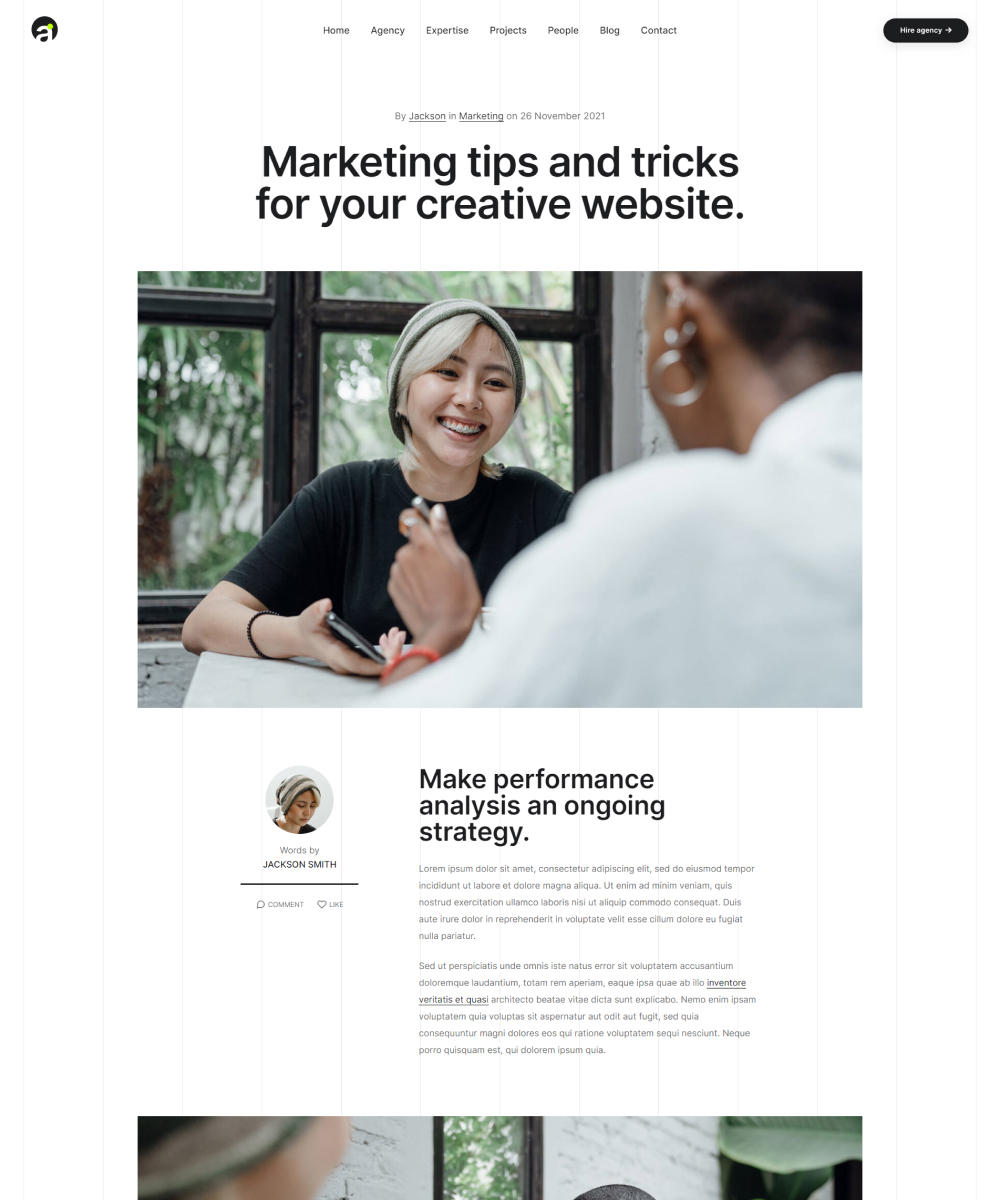 Home Agency Expertise Projects People Blog Contact
Hire agency →
By Jackson in Marketing on 26 November 2021
Marketing tips and tricks
for your creative website.
Words by
JACKSON SMITH
COMMENT LIKE
Make performance
analysis an ongoing
strategy.
Lorem ipsum dolor sit amet, consectetur adipiscing elit, sed do eiusmod tempor
incididunt ut labore et dolore magna aliqua. Ut enim ad minim veniam, quis
nostrud exercitation ullamco laboris nisi ut aliquip commodo consequat. Duis
aute irure dolor in reprehenderit in voluptate velit esse cillum dolore eu fugiat
nulla pariatur.
Sed ut perspiciatis unde omnis iste natus error sit voluptatem accusantium
doloremque laudantium, totam rem aperiam, eaque ipsa quae ab illo inventore
veritatis et quasi architecto beatae vitae dicta sunt explicabo. Nemo enim ipsam
voluptatem quia voluptas sit aspernatur aut odit aut fugit, sed quia
consequuntur magni dolores eos qui ratione voluptatem sequi nesciunt. Neque
porro quisquam est, qui dolorem ipsum quia.